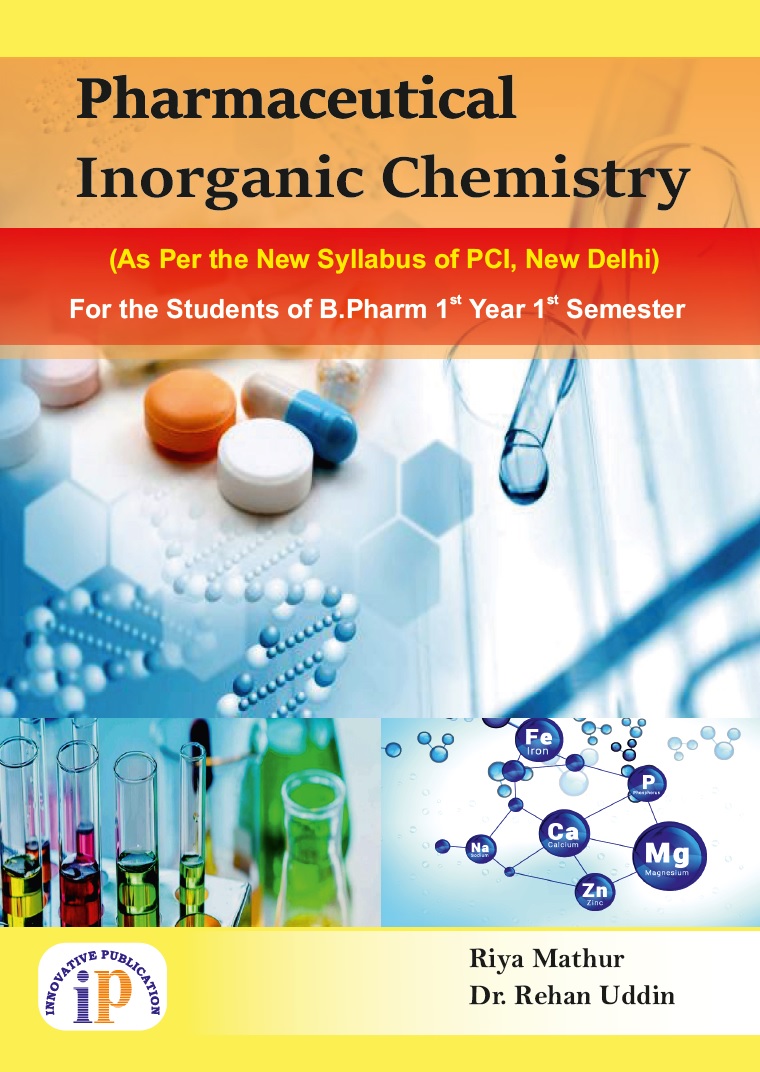 Pharmaceutical
Inorganic Chemistry
(As Per the New Syllabus of PCI, New Delhi)
For the Students of B.Pharm 1st Year 1st Semester
Fe
Iron
P
Phosphorus
Ca
Calcium
Na
Sodium
Mg
Magnesium
Zn
Zinc
INNOVATIVE PUBLICATION
ip
Riya Mathur
Dr. Rehan Uddin